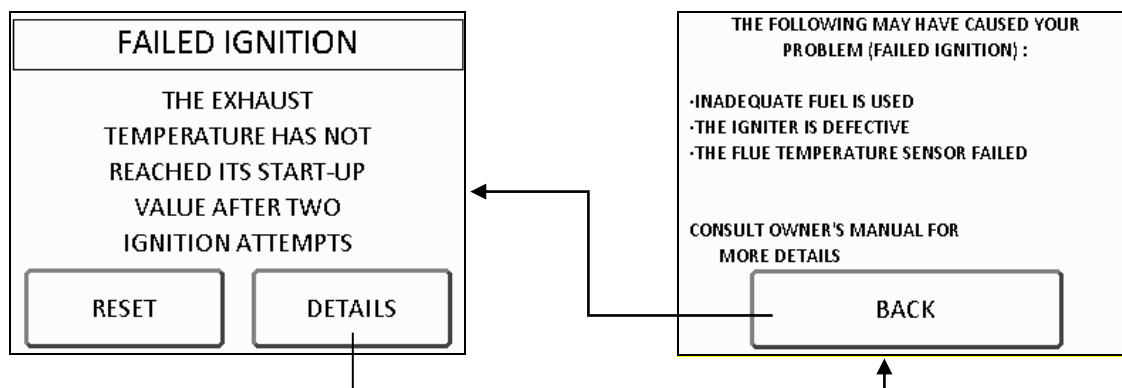 FAILED IGNITION
THE EXHAUST
TEMPERATURE HAS NOT
REACHED ITS START-UP
VALUE AFTER TWO
IGNITION ATTEMPTS
RESET
DETAILS
THE FOLLOWING MAY HAVE CAUSED YOUR
PROBLEM (FAILED IGNITION) :
·INADEQUATE FUEL IS USED
·THE IGNITER IS DEFECTIVE
·THE FLUE TEMPERATURE SENSOR FAILED
CONSULT OWNER'S MANUAL FOR
MORE DETAILS
BACK